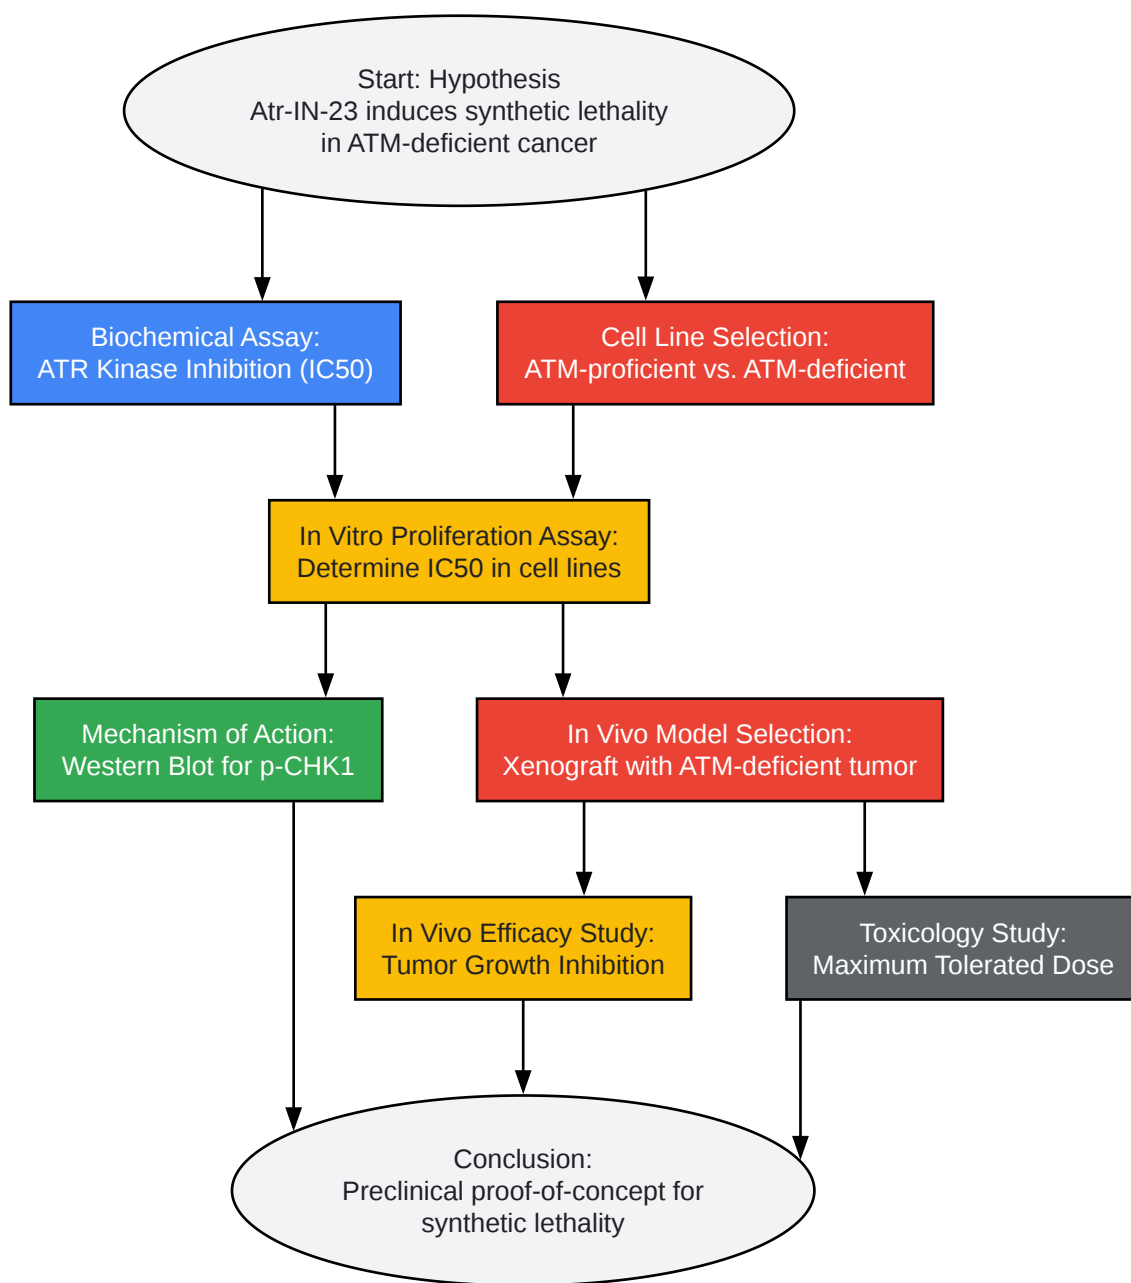 Start: Hypothesis
Atr-IN-23 induces synthetic lethality
in ATM-deficient cancer
Biochemical Assay:
ATR Kinase Inhibition (IC50)
Cell Line Selection:
ATM-proficient vs. ATM-deficient
In Vitro Proliferation Assay:
Determine IC50 in cell lines
Mechanism of Action:
Western Blot for p-CHK1
In Vivo Model Selection:
Xenograft with ATM-deficient tumor
In Vivo Efficacy Study:
Tumor Growth Inhibition
Toxicology Study:
Maximum Tolerated Dose
Conclusion:
Preclinical proof-of-concept for
synthetic lethality